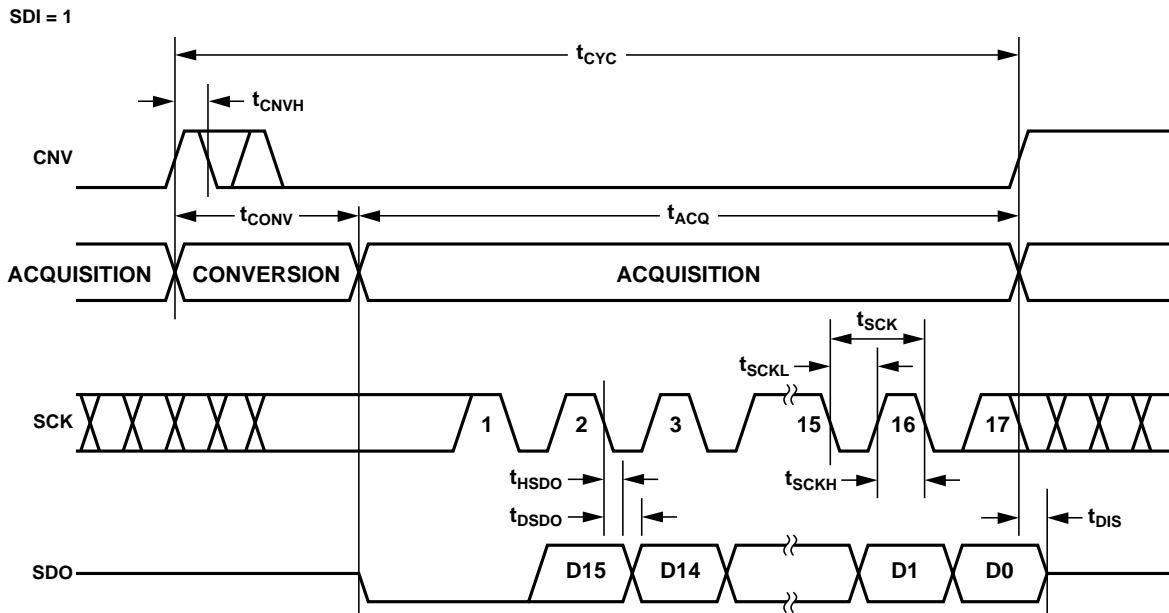 SDI = 1
tCYC
tCNVH
CNV
tCONV
tACQ
ACQUISITION CONVERSION ACQUISITION
tSCK
tSCKL
SCK 1 2 3 15 16 17
tHSDO
tSCKH
tDSDO
tDIS
SDO D15 D14 D1 D0